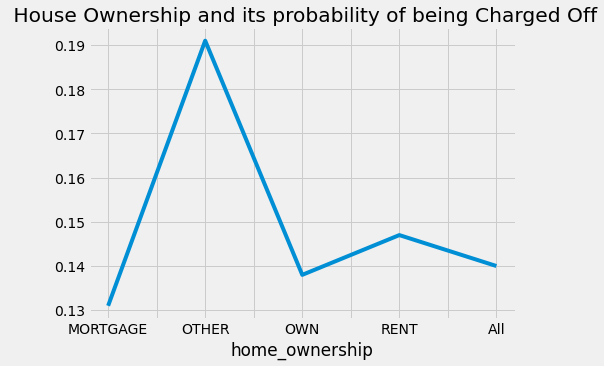 House Ownership and its probability of being Charged Off
0.19
0.18
0.17
0.16
0.15
0.14
0.13
MORTGAGE OTHER OWN RENT All
home_ownership